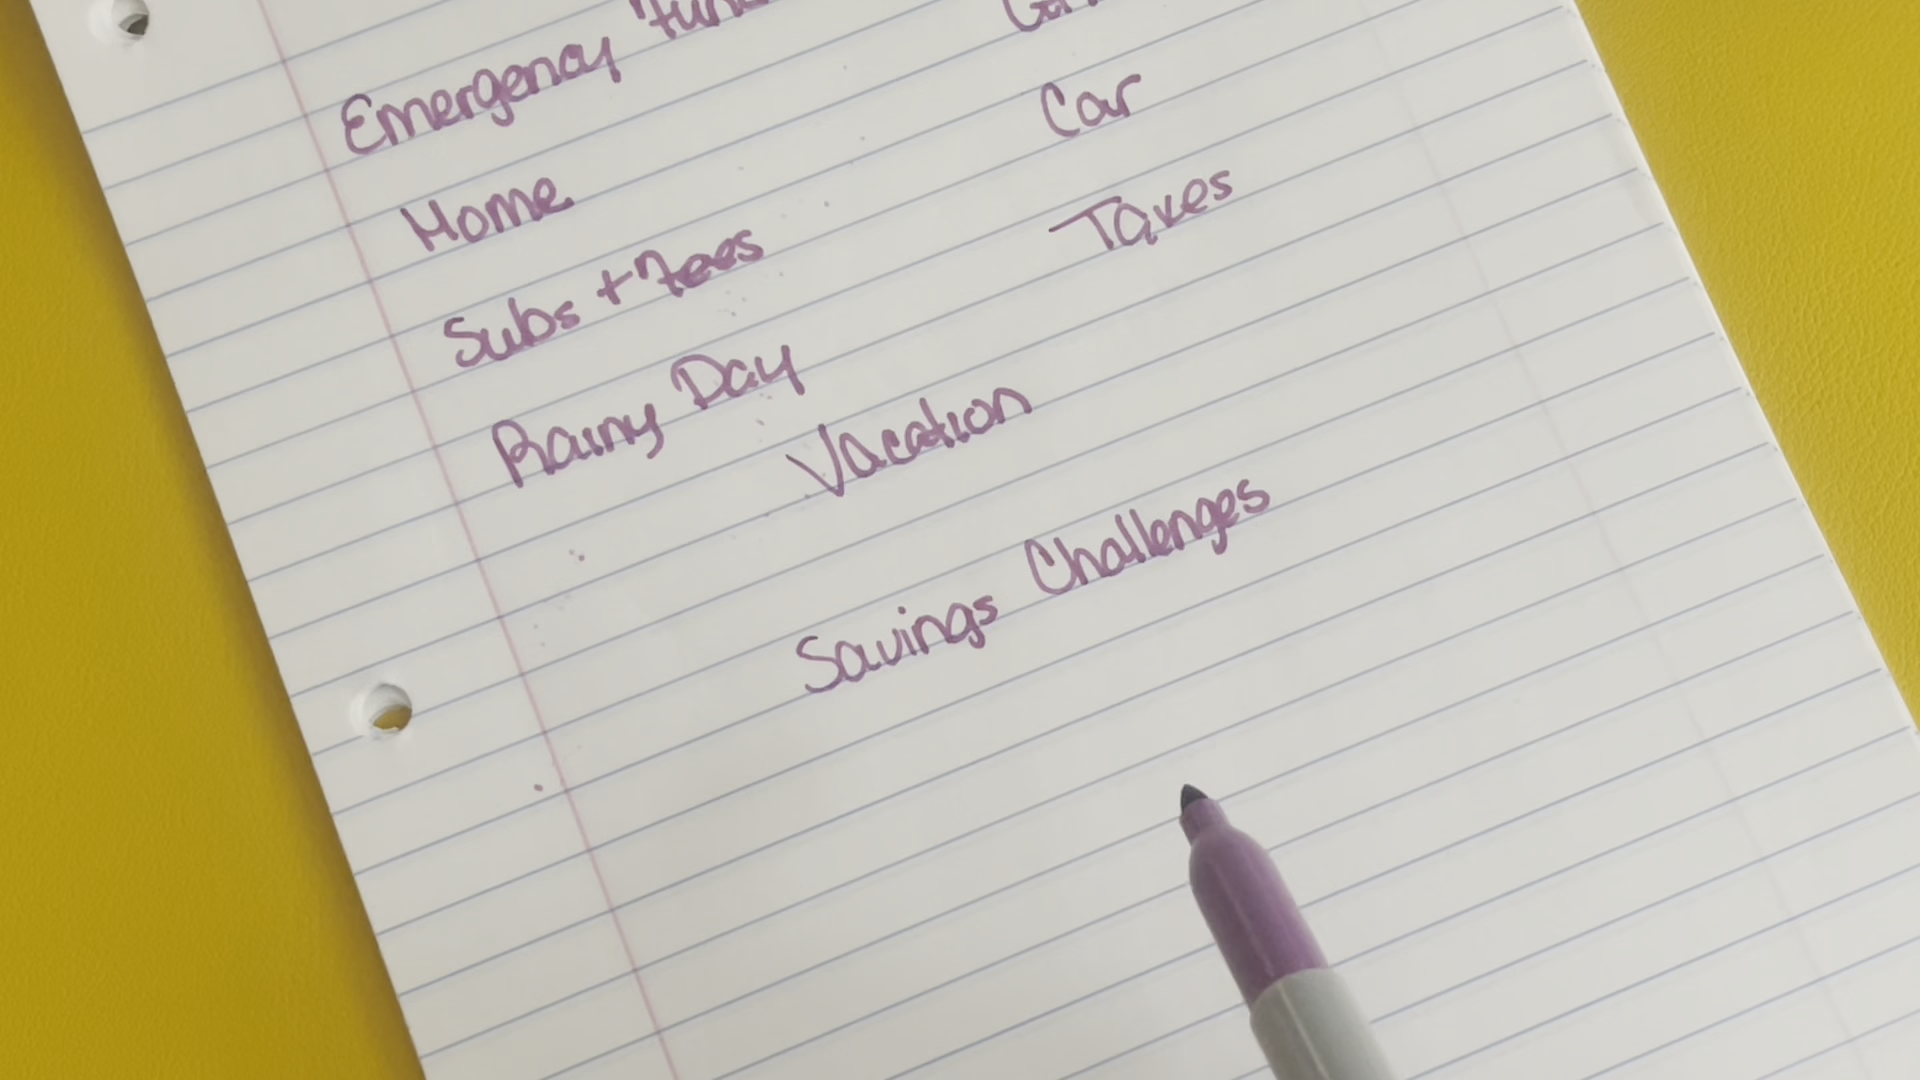 Emergency
Car
Home
Taxes
Subs + Fees
Rainy Day
Vacation
Savings Challenges